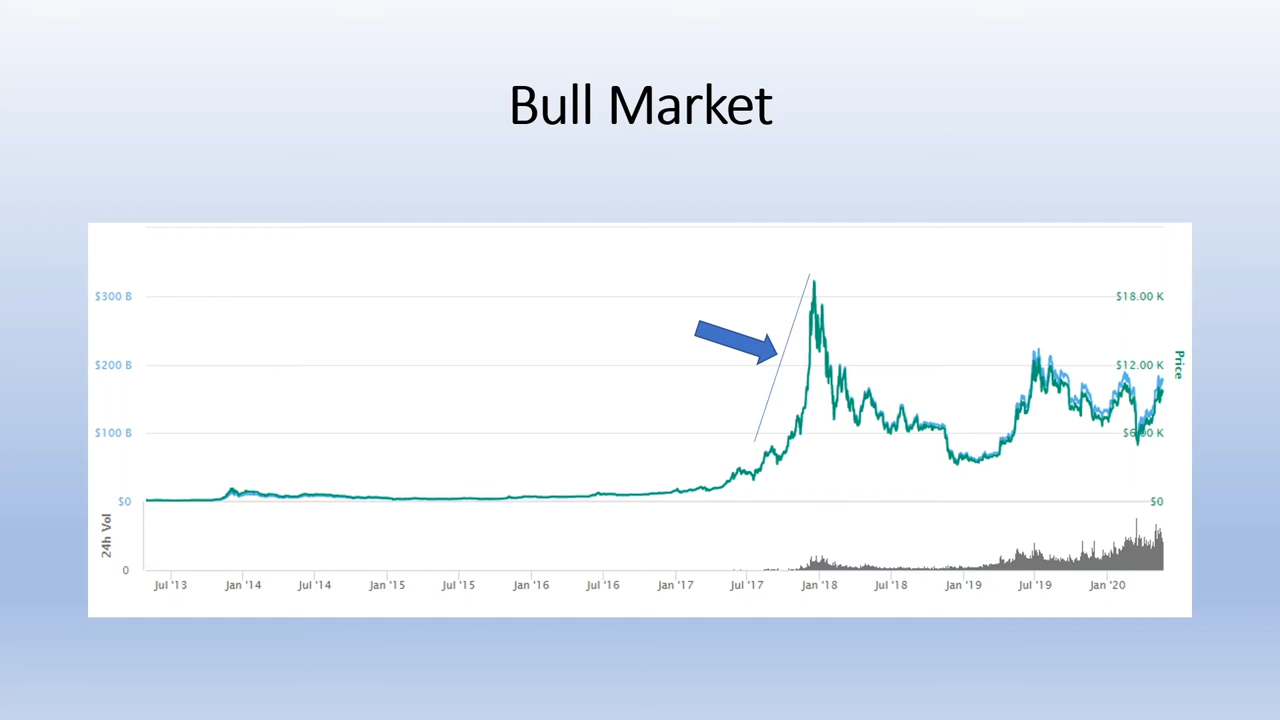 Bull Market
$300 B
$18.00 K
$200 B
$12.00 K
Price
$100 B
$6.00 K
$0
$0
24h Vol
0
Jul '13
Jan '14
Jul '14
Jan '15
Jul '15
Jan '16
Jul '16
Jan '17
Jul '17
Jan '18
Jul '18
Jan '19
Jul '19
Jan '20